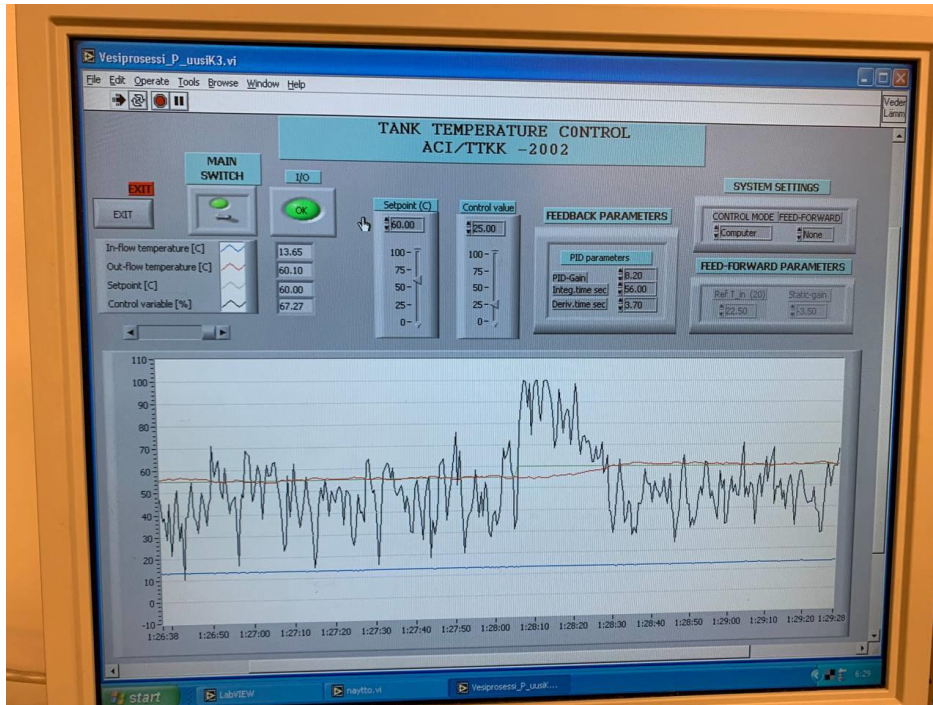 Vesiprosessi_P_uusiK3.vi
File Edit Operate Tools Browse Window Help
Veder
Lämm
TANK TEMPERATURE CONTROL
ACI/TTKK -2002
MAIN
SWITCH
I/O
EXIT
EXIT
OK
Setpoint (C)
60.00
100
75
50
25
0
Control value
25.00
100
75
50
25
0
FEEDBACK PARAMETERS
PID parameters
PID-Gain 8.20
Integ.time sec 56.00
Deriv.time sec 3.70
SYSTEM SETTINGS
CONTROL MODE FEED-FORWARD
Computer None
FEED-FORWARD PARAMETERS
Ref T_in (20) Static-gain
22.50 -3.50
In-flow temperature [C] 13.65
Out-flow temperature [C] 60.10
Setpoint [C] 60.00
Control variable [%] 67.27
110
100
90
80
70
60
50
40
30
20
10
0
-10
1:26:38 1:26:50 1:27:00 1:27:10 1:27:20 1:27:30 1:27:40 1:27:50 1:28:00 1:28:10 1:28:20 1:28:30 1:28:40 1:28:50 1:29:00 1:29:10 1:29:20 1:29:28
start LabVIEW naytto.vi Vesiprosessi_P_uusiK... 6:29